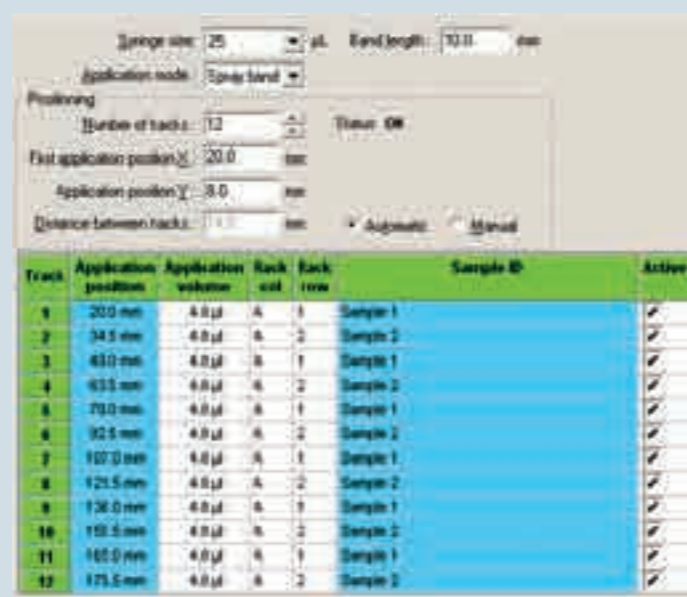 Syringe size: 25 µL Band length: 10.0 mm
Application mode: Spray band
Positioning
Number of tracks: 12 Status: OK
First application position X: 20.0 mm
Application position Y: 8.0 mm
Distance between tracks: mm Automatic Manual
Track Application position Application volume Rack col Rack row Sample ID Active
1 20.0 mm 4.0 µl A 1 Sample 1
2 34.5 mm 4.0 µl A 2 Sample 2
3 49.0 mm 4.0 µl A 1 Sample 1
4 63.5 mm 4.0 µl A 2 Sample 2
5 78.0 mm 4.0 µl A 1 Sample 1
6 92.5 mm 4.0 µl A 2 Sample 2
7 107.0 mm 4.0 µl A 1 Sample 1
8 121.5 mm 4.0 µl A 2 Sample 2
9 136.0 mm 4.0 µl A 1 Sample 1
10 150.5 mm 4.0 µl A 2 Sample 2
11 165.0 mm 4.0 µl A 1 Sample 1
12 179.5 mm 4.0 µl A 2 Sample 2